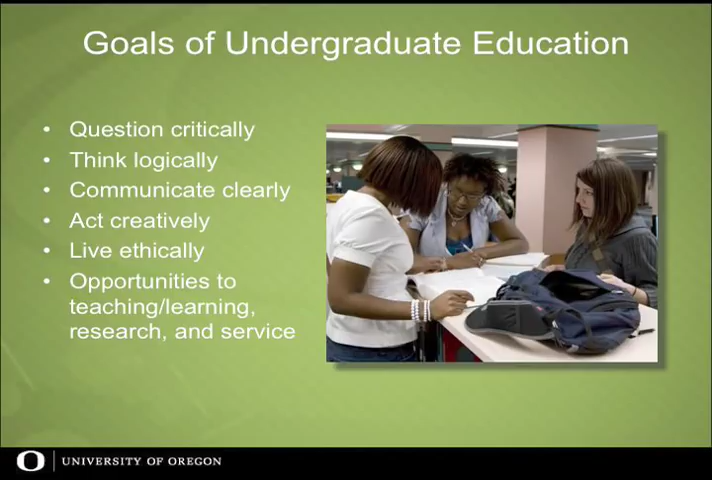 Goals of Undergraduate Education
• Question critically
• Think logically
• Communicate clearly
• Act creatively
• Live ethically
• Opportunities to
teaching/learning,
research, and service
O UNIVERSITY OF OREGON